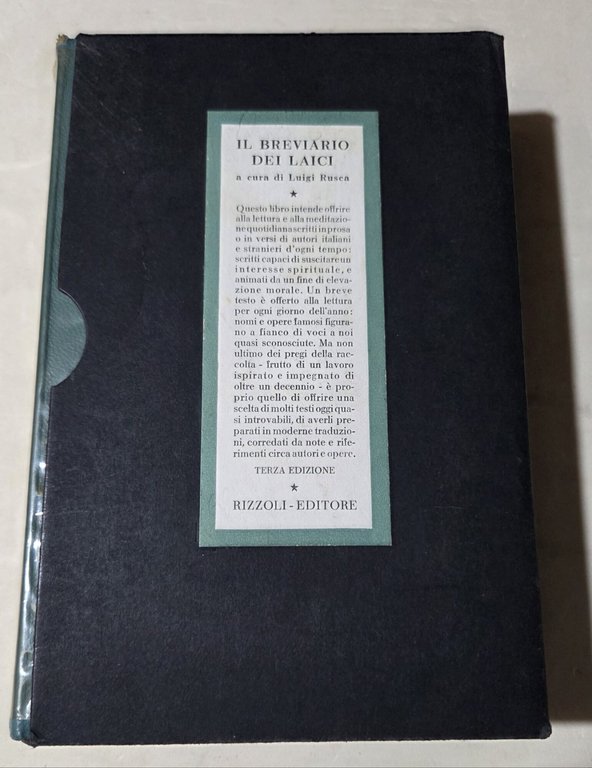 IL BREVIARIO
DEI LAICI
a cura di Luigi Rusca
★
Questo libro intende offrire
alla lettura e alla meditazio-
ne quotidiana scritti in prosa
o in versi di autori italiani
e stranieri d'ogni tempo:
scritti capaci di suscitare un
interesse spirituale, e
animati da un fine di eleva-
zione morale. Un breve
testo è offerto alla lettura
per ogni giorno dell'anno:
nomi e opere famosi figura-
no a fianco di voci a noi
quasi sconosciute. Ma non
ultimo dei pregi della rac-
colta - frutto di un lavoro
ispirato e impegnato di
oltre un decennio - è pro-
prio quello di offrire una
scelta di molti testi oggi qua-
si introvabili, di averli pre-
parati in moderne traduzio-
ni, corredati da note e rife-
rimenti circa autori e opere.
TERZA EDIZIONE
★
RIZZOLI - EDITORE